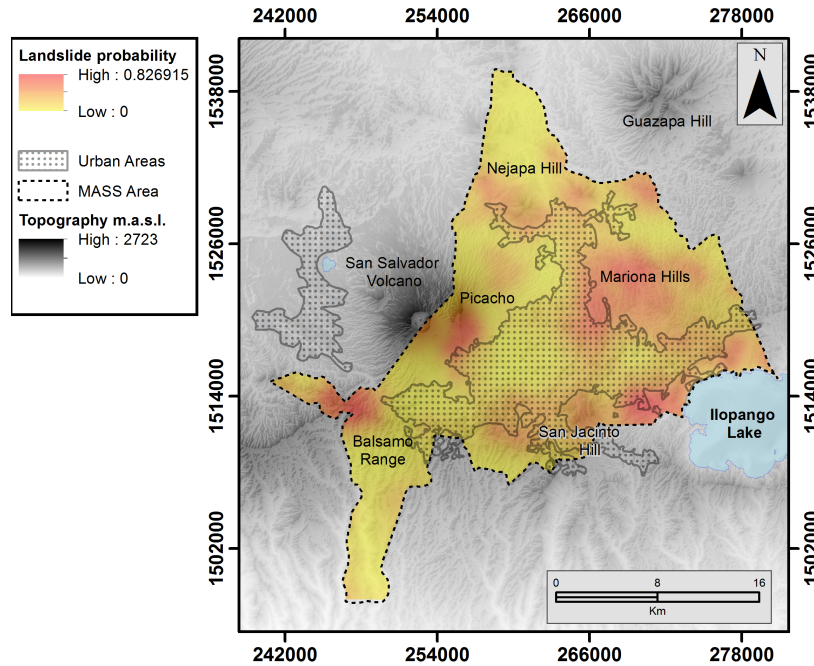 242000 254000 266000 278000
Landslide probability
High : 0.826915
Low : 0
Urban Areas
MASS Area
Topography m.a.s.l.
High : 2723
Low : 0
N
1538000
1538000
Guazapa Hill
Nejapa Hill
1526000
1526000
San Salvador
Volcano
Mariona Hills
Picacho
1514000
1514000
Ilopango
Lake
San Jacinto
Hill
Balsamo
Range
1502000
1502000
0 8 16
Km
242000 254000 266000 278000